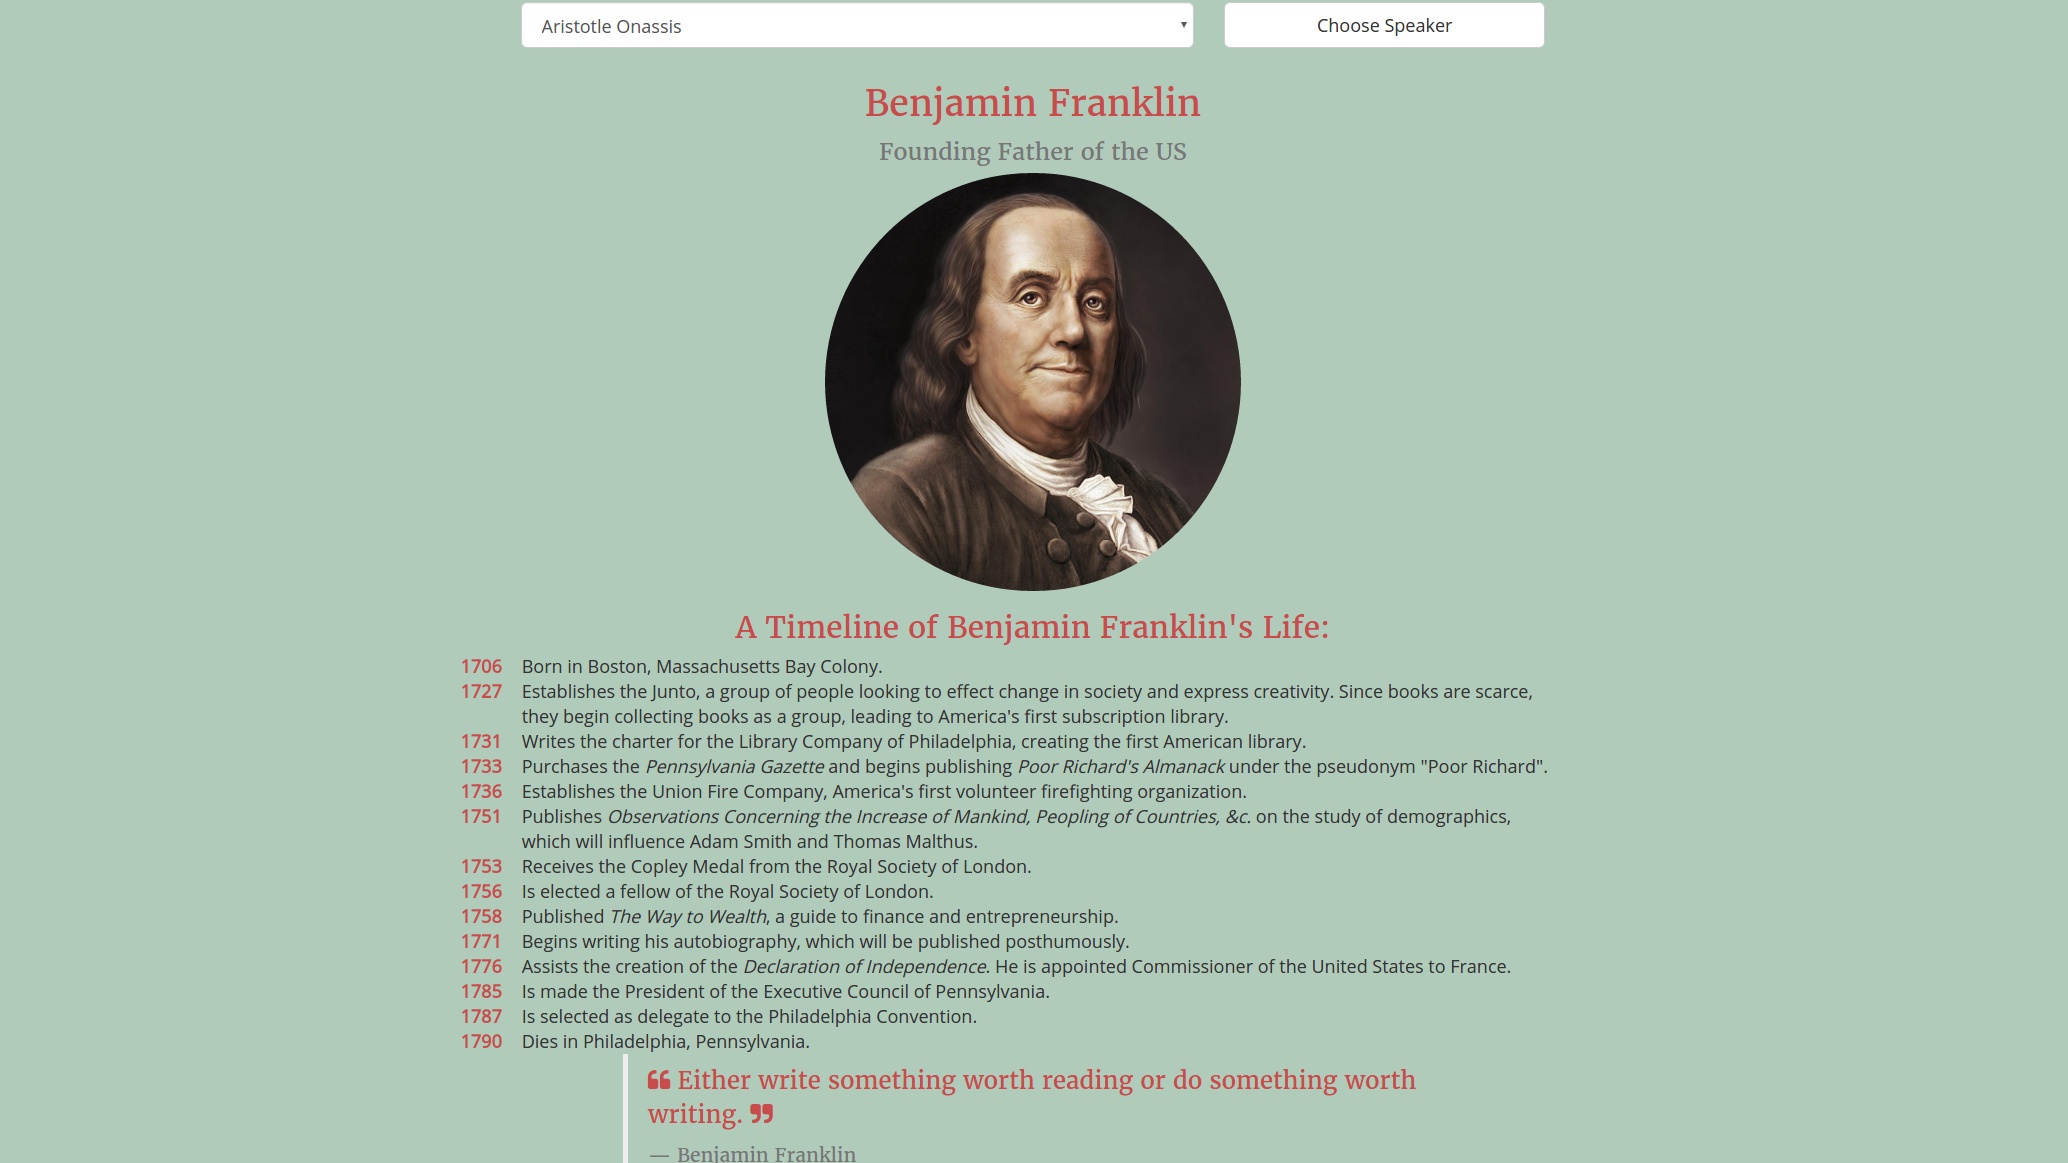 Aristotle Onassis
Choose Speaker
Benjamin Franklin
Founding Father of the US
A Timeline of Benjamin Franklin's Life:
1706 Born in Boston, Massachusetts Bay Colony.
1727 Establishes the Junto, a group of people looking to effect change in society and express creativity. Since books are scarce,
they begin collecting books as a group, leading to America's first subscription library.
1731 Writes the charter for the Library Company of Philadelphia, creating the first American library.
1733 Purchases the Pennsylvania Gazette and begins publishing Poor Richard's Almanack under the pseudonym "Poor Richard".
1736 Establishes the Union Fire Company, America's first volunteer firefighting organization.
1751 Publishes Observations Concerning the Increase of Mankind, Peopling of Countries, &c. on the study of demographics,
which will influence Adam Smith and Thomas Malthus.
1753 Receives the Copley Medal from the Royal Society of London.
1756 Is elected a fellow of the Royal Society of London.
1758 Published The Way to Wealth, a guide to finance and entrepreneurship.
1771 Begins writing his autobiography, which will be published posthumously.
1776 Assists the creation of the Declaration of Independence. He is appointed Commissioner of the United States to France.
1785 Is made the President of the Executive Council of Pennsylvania.
1787 Is selected as delegate to the Philadelphia Convention.
1790 Dies in Philadelphia, Pennsylvania.
“ Either write something worth reading or do something worth
writing. ”
— Benjamin Franklin